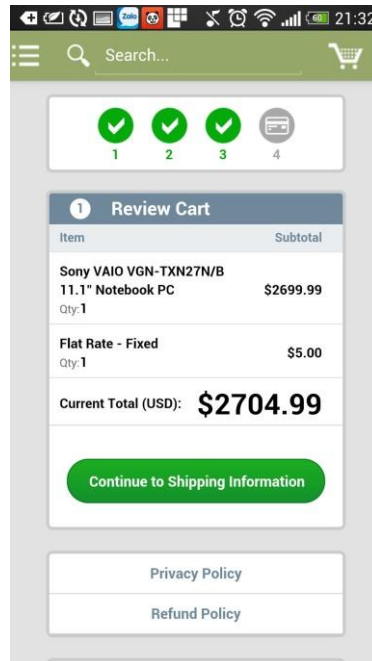 Zalo
60
21:32
Search...
1 2 3 4
1 Review Cart
Item Subtotal
Sony VAIO VGN-TXN27N/B
11.1" Notebook PC $2699.99
Qty:1
Flat Rate - Fixed $5.00
Qty:1
Current Total (USD): $2704.99
Continue to Shipping Information
Privacy Policy
Refund Policy